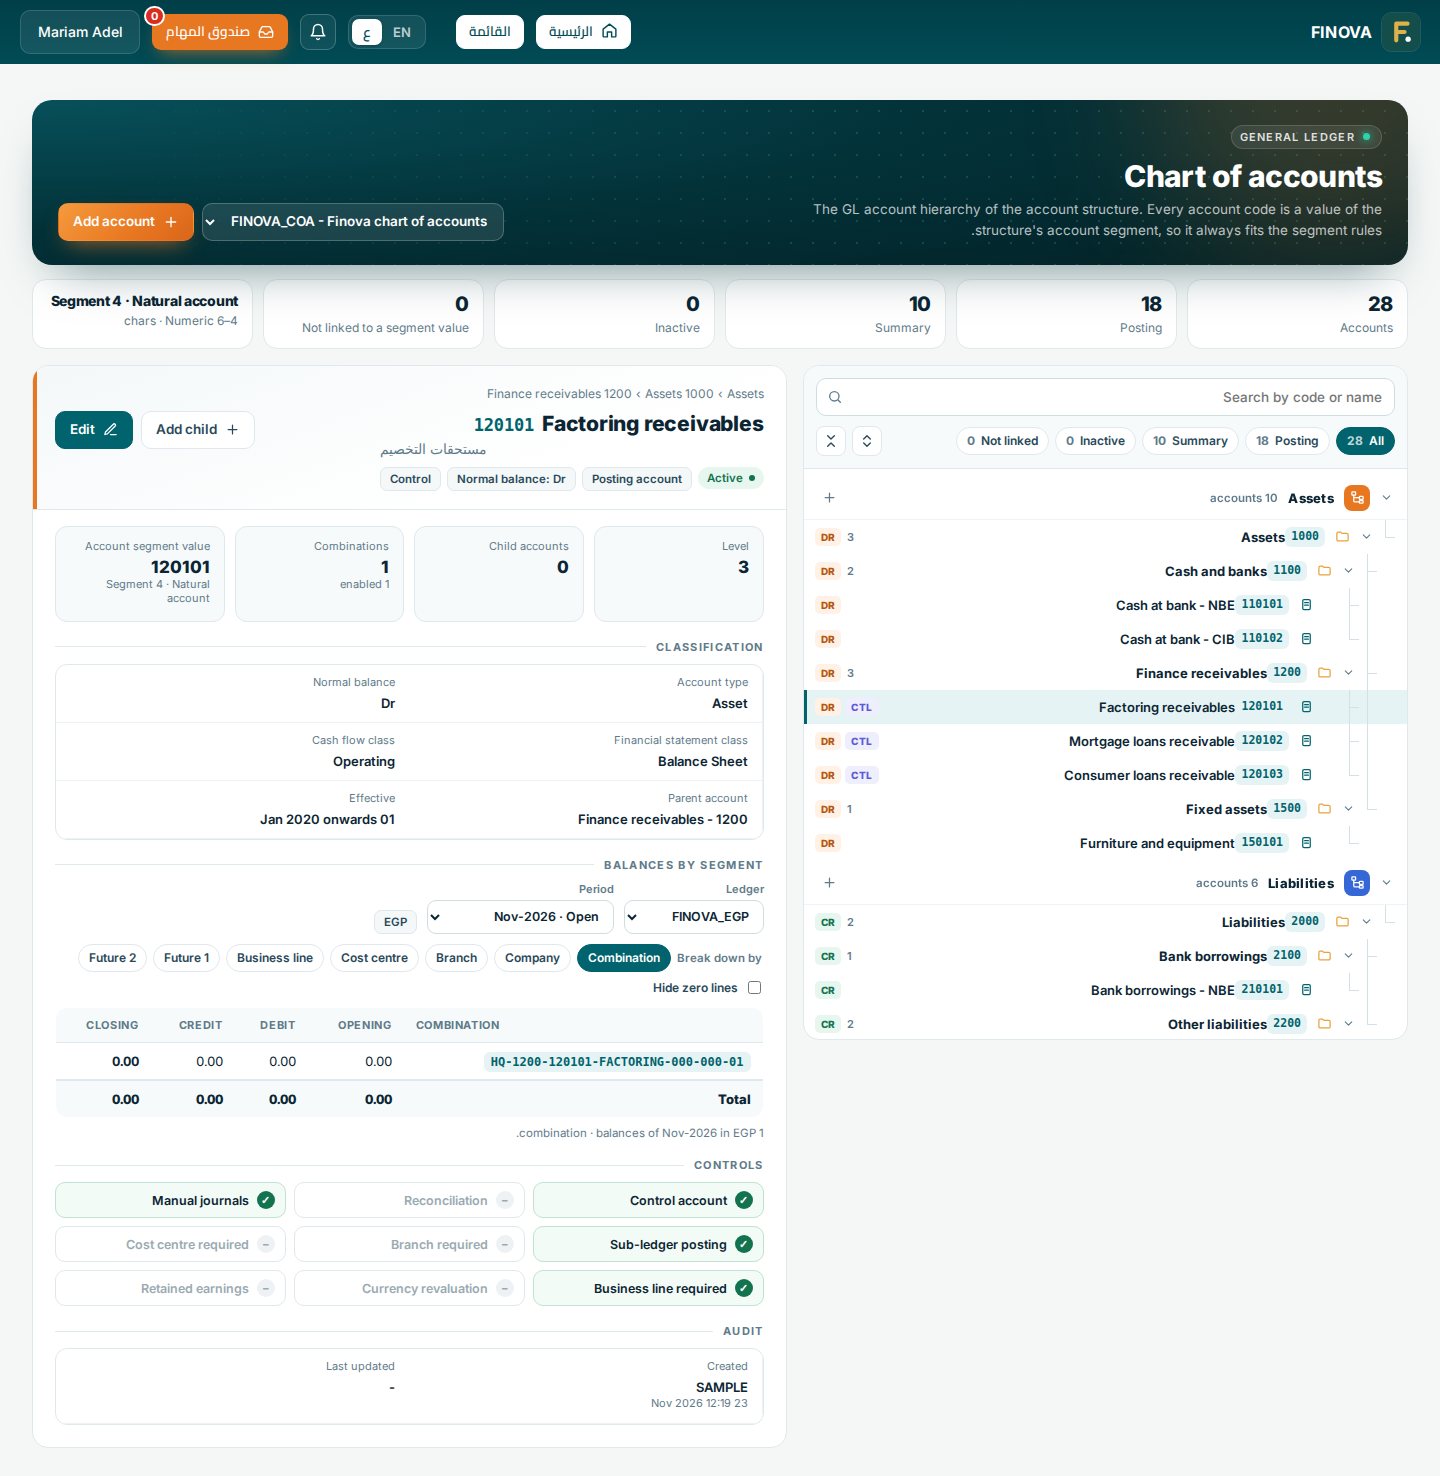 FINOVA
الرئيسية
القائمة
EN
ع
صندوق المهام
0
Mariam Adel
GENERAL LEDGER
Chart of accounts
The GL account hierarchy of the account structure. Every account code is a value of the
.structure's account segment, so it always fits the segment rules
FINOVA_COA - Finova chart of accounts
Add account
28
Accounts
18
Posting
10
Summary
0
Inactive
0
Not linked to a segment value
Segment 4 · Natural account
chars · Numeric 6–4
Search by code or name
All 28
Posting 18
Summary 10
Inactive 0
Not linked 0
Assets accounts 10
1000 Assets 3 DR
1100 Cash and banks 2 DR
110101 Cash at bank - NBE DR
110102 Cash at bank - CIB DR
1200 Finance receivables 3 DR
120101 Factoring receivables CTL DR
120102 Mortgage loans receivable CTL DR
120103 Consumer loans receivable CTL DR
1500 Fixed assets 1 DR
150101 Furniture and equipment DR
Liabilities accounts 6
2000 Liabilities 2 CR
2100 Bank borrowings 1 CR
210101 Bank borrowings - NBE CR
2200 Other liabilities 2 CR
Finance receivables 1200 ‹ Assets 1000 ‹ Assets
120101 Factoring receivables
مستحقات التخصيم
Active
Posting account
Normal balance: Dr
Control
Add child
Edit
Level
3
Child accounts
0
Combinations
1
enabled 1
Account segment value
120101
Segment 4 · Natural
account
CLASSIFICATION
Account type
Asset
Normal balance
Dr
Financial statement class
Balance Sheet
Cash flow class
Operating
Parent account
Finance receivables - 1200
Effective
Jan 2020 onwards 01
BALANCES BY SEGMENT
Ledger
FINOVA_EGP
Period
Nov-2026 · Open
EGP
Break down by
Combination
Company
Branch
Cost centre
Business line
Future 1
Future 2
Hide zero lines
COMBINATION OPENING DEBIT CREDIT CLOSING
HQ-1200-120101-FACTORING-000-000-01 0.00 0.00 0.00 0.00
Total 0.00 0.00 0.00 0.00
.combination · balances of Nov-2026 in EGP 1
CONTROLS
Control account
Reconciliation
Manual journals
Sub-ledger posting
Branch required
Cost centre required
Business line required
Currency revaluation
Retained earnings
AUDIT
Created
SAMPLE
Nov 2026 12:19 23
Last updated
-